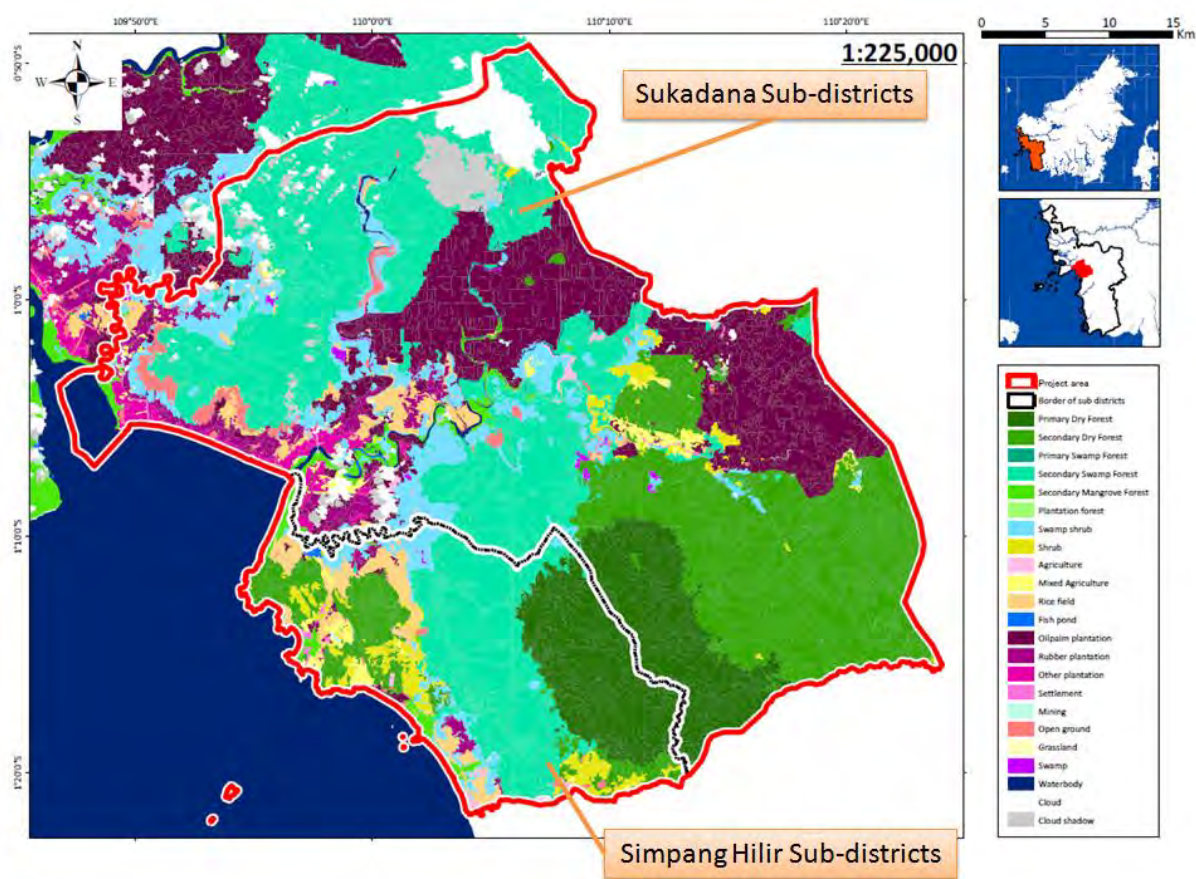 109°50'0"E
110°0'0"E
110°10'0"E
110°20'0"E
0 5 10 15
Km
N
W E
S
1:225,000
Sukadana Sub-districts
0°50'0"S
1°0'0"S
1°10'0"S
1°20'0"S
Project area
Border of sub districts
Primary Dry Forest
Secondary Dry Forest
Primary Swamp Forest
Secondary Swamp Forest
Secondary Mangrove Forest
Plantation forest
Swamp shrub
Shrub
Agriculture
Mixed Agriculture
Rice field
Fish pond
Oilpalm plantation
Rubber plantation
Other plantation
Settlement
Mining
Open ground
Grassland
Swamp
Waterbody
Cloud
Cloud shadow
Simpang Hilir Sub-districts